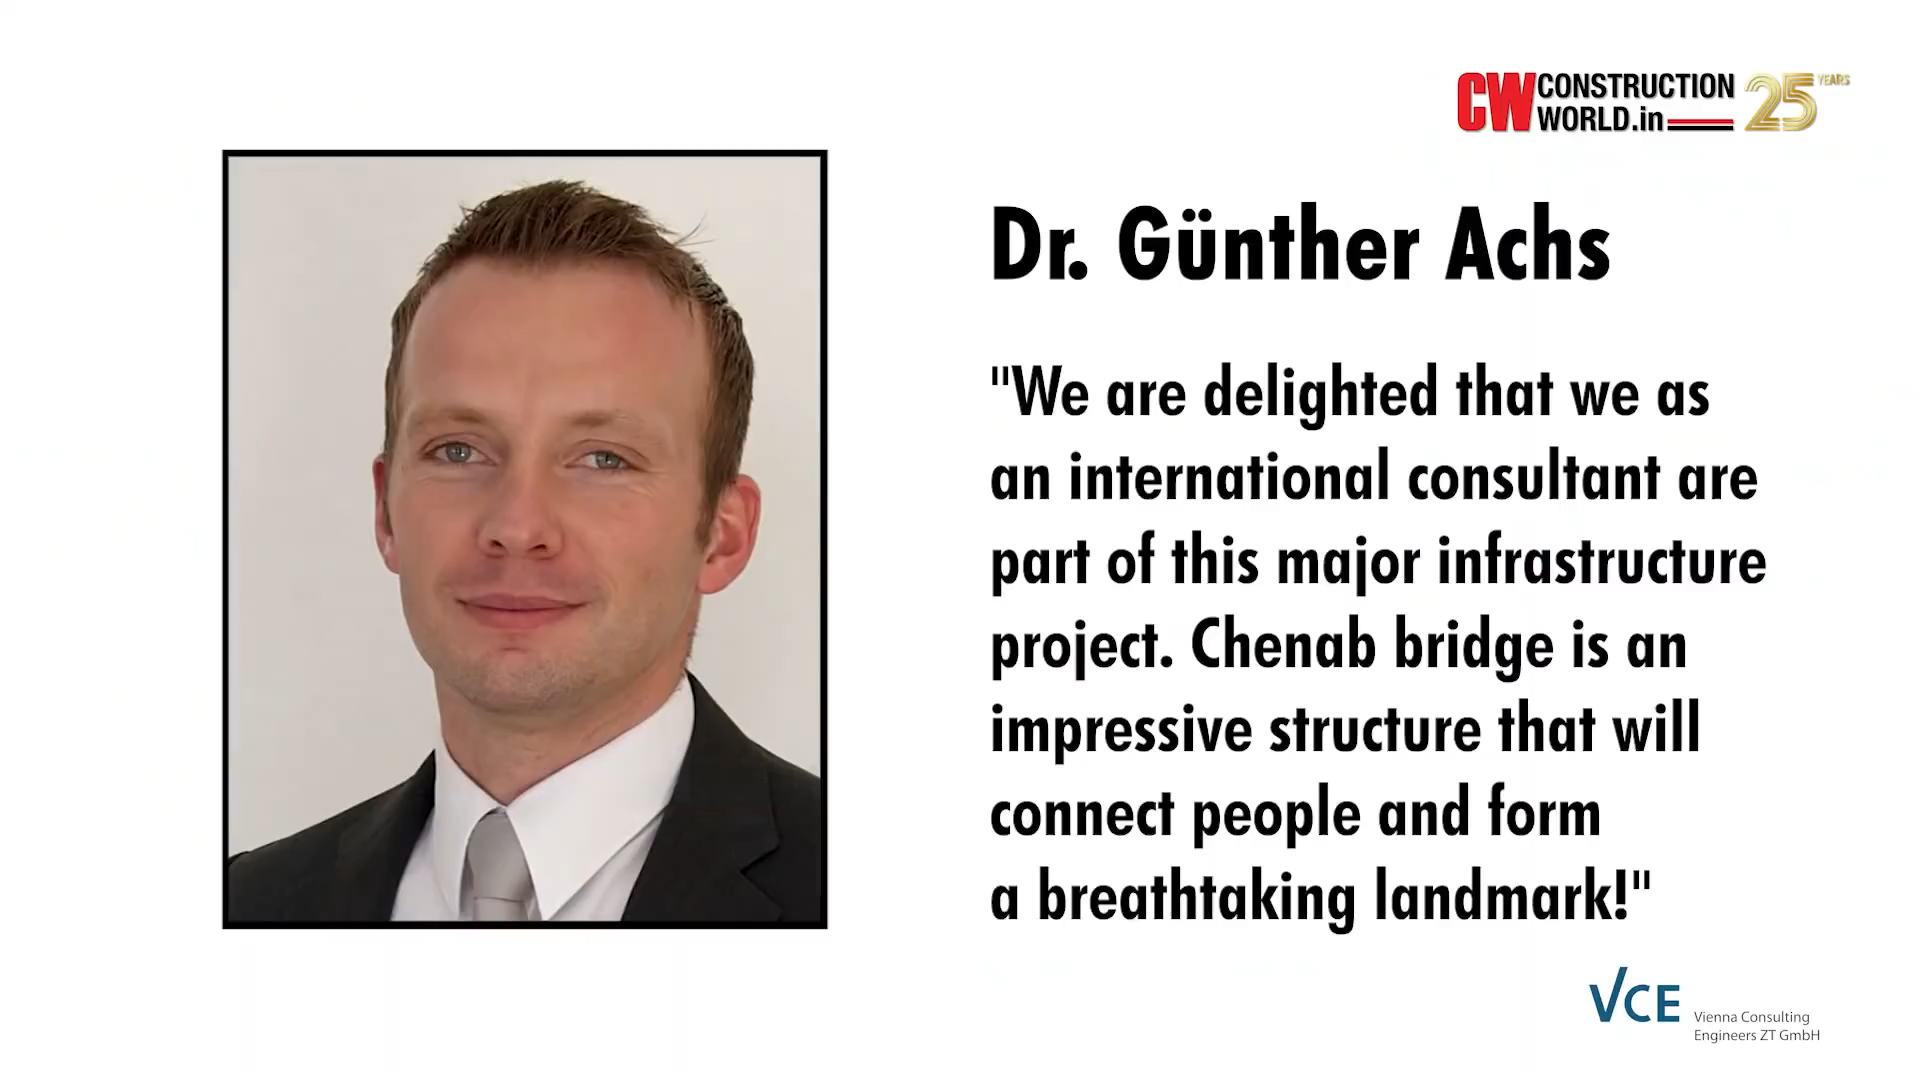 CW CONSTRUCTION
WORLD.in
25 YEARS
Dr. Günther Achs
"We are delighted that we as
an international consultant are
part of this major infrastructure
project. Chenab bridge is an
impressive structure that will
connect people and form
a breathtaking landmark!"
VCE
Vienna Consulting
Engineers ZT GmbH